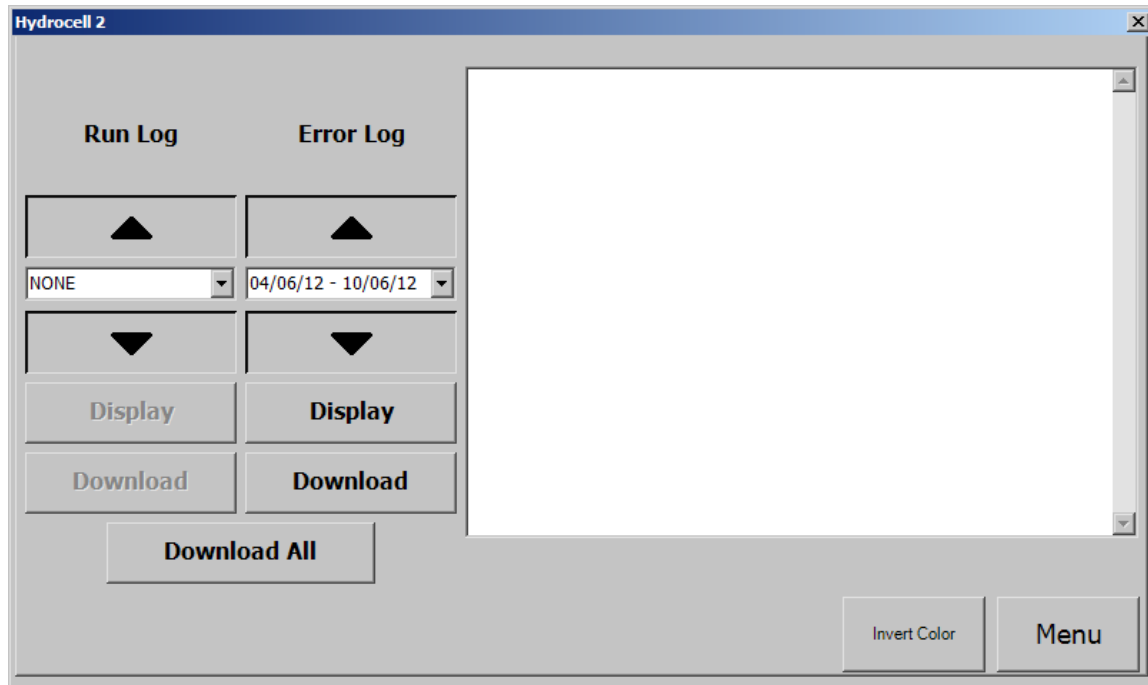 Hydrocell 2
Run Log
Error Log
NONE
04/06/12 - 10/06/12
Display
Display
Download
Download
Download All
Invert Color
Menu